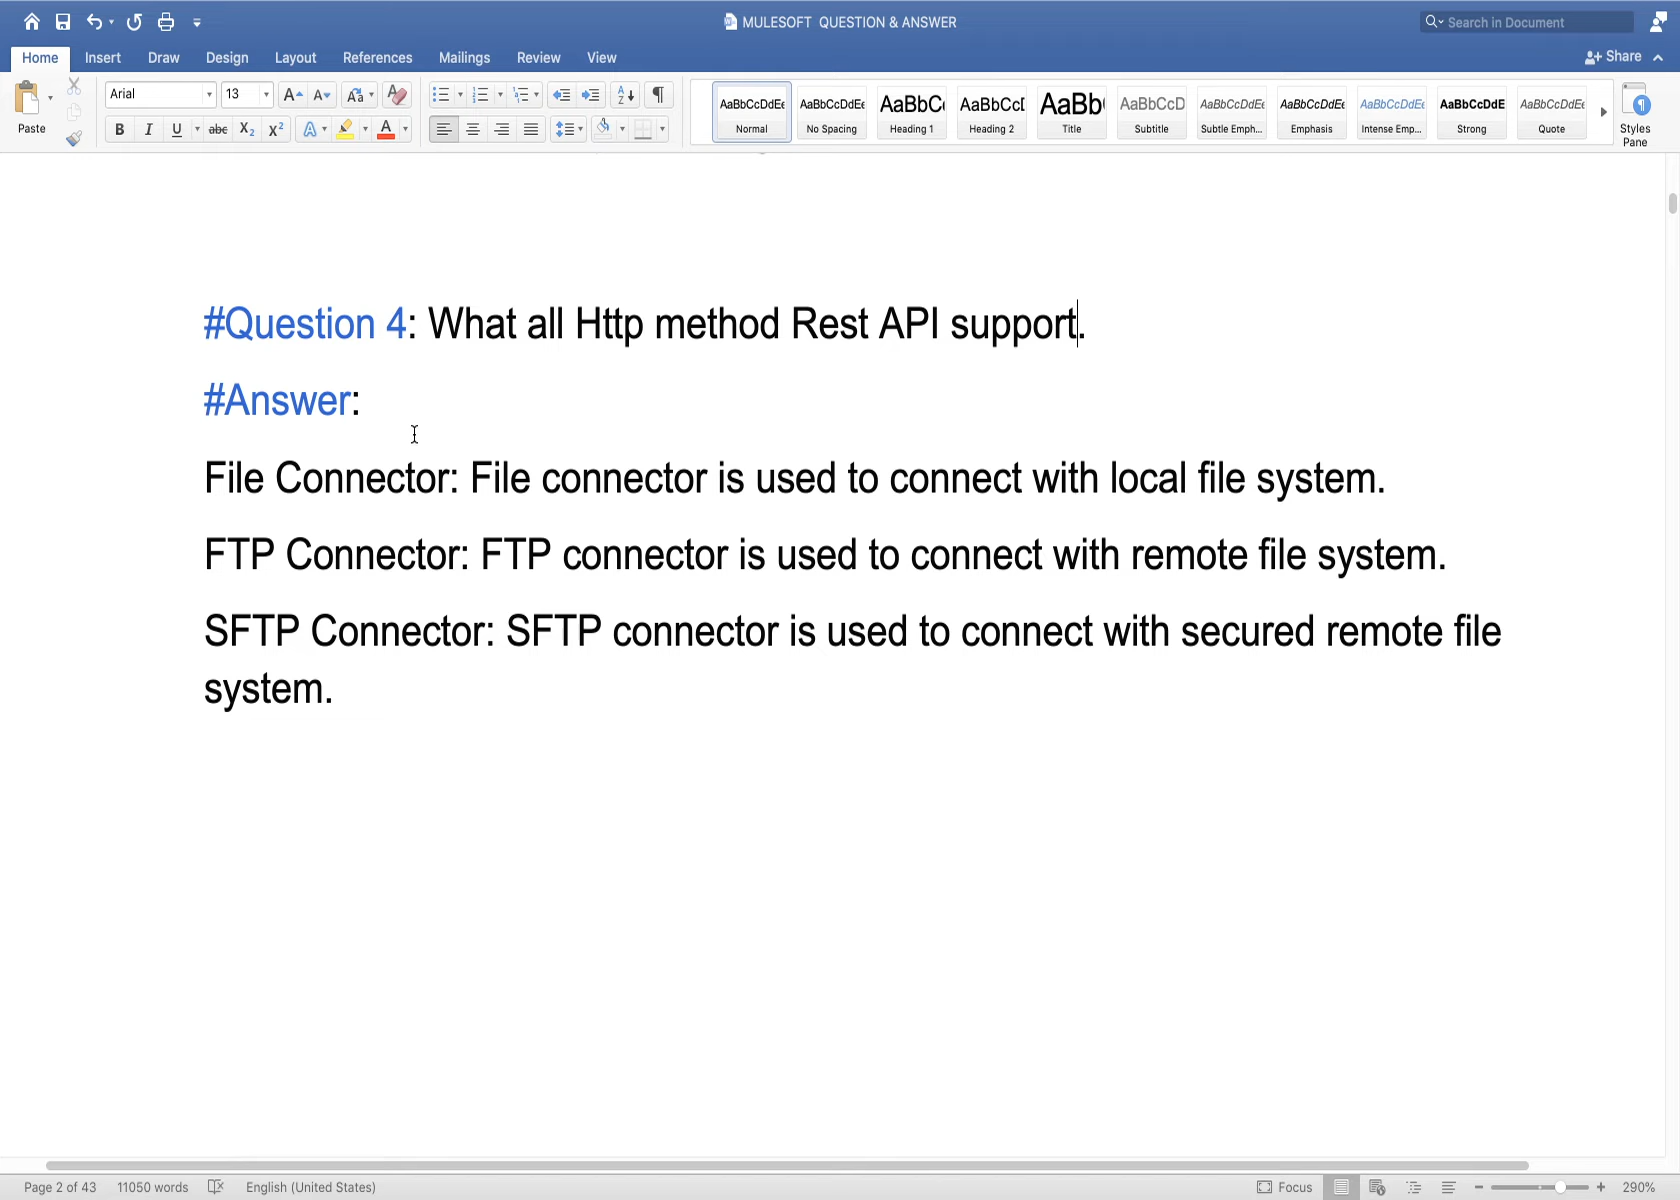 MULESOFT QUESTION & ANSWER
Search in Document
Home Insert Draw Design Layout References Mailings Review View
Share
Paste
Arial 13
B I U abc X₂ X²
AaBbCcDdEe AaBbCcDdEe AaBbC AaBbCcD AaBb AaBbCcD AaBbCcDdEe AaBbCcDdEe AaBbCcDdEe AaBbCcDdE AaBbCcDdEe
Normal No Spacing Heading 1 Heading 2 Title Subtitle Subtle Emph... Emphasis Intense Emp... Strong Quote
Styles
Pane
#Question 4: What all Http method Rest API support.
#Answer:
File Connector: File connector is used to connect with local file system.
FTP Connector: FTP connector is used to connect with remote file system.
SFTP Connector: SFTP connector is used to connect with secured remote file
system.
Page 2 of 43 11050 words English (United States)
Focus 290%